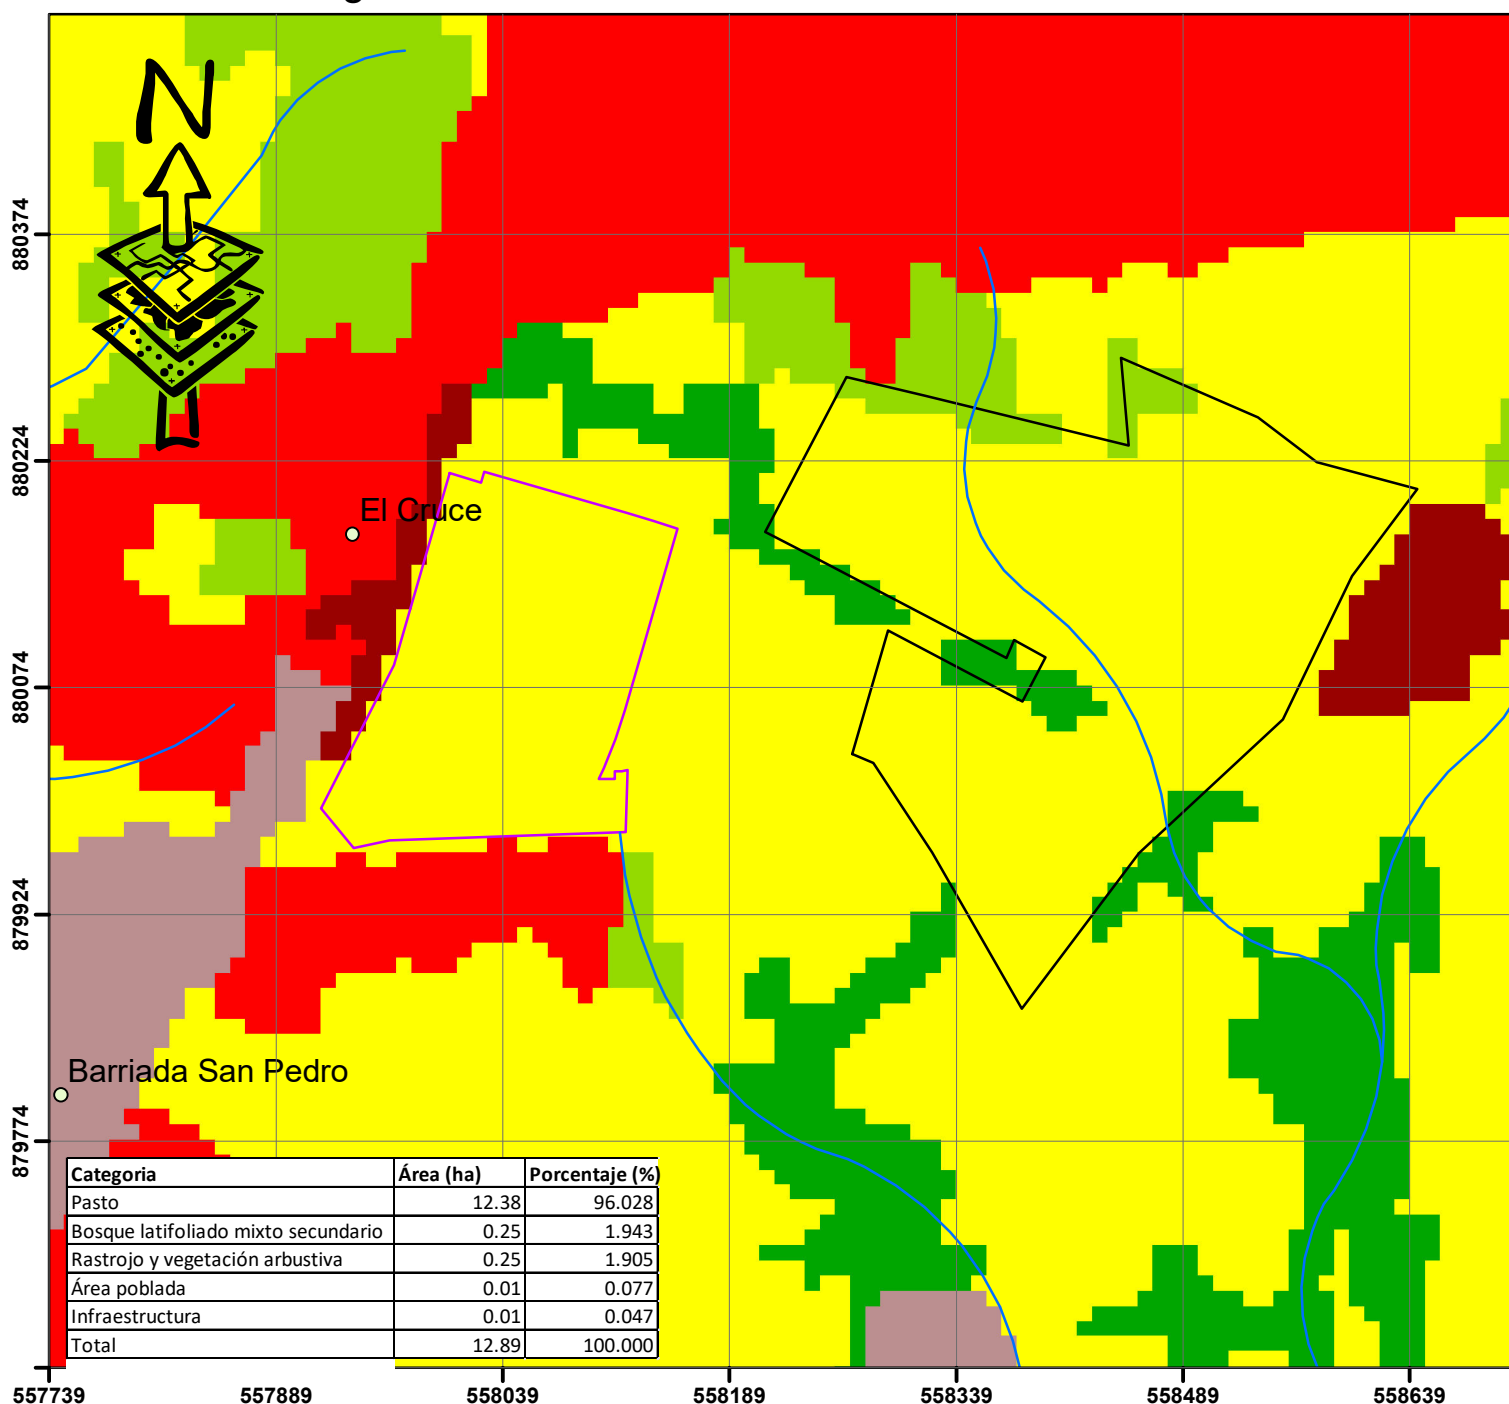 N
880374
880224
El Cruce
880074
879924
Barriada San Pedro
879774
Categoria Área (ha) Porcentaje (%)
Pasto 12.38 96.028
Bosque latifoliado mixto secundario 0.25 1.943
Rastrojo y vegetación arbustiva 0.25 1.905
Área poblada 0.01 0.077
Infraestructura 0.01 0.047
Total 12.89 100.000
557739 557889 558039 558189 558339 558489 558639